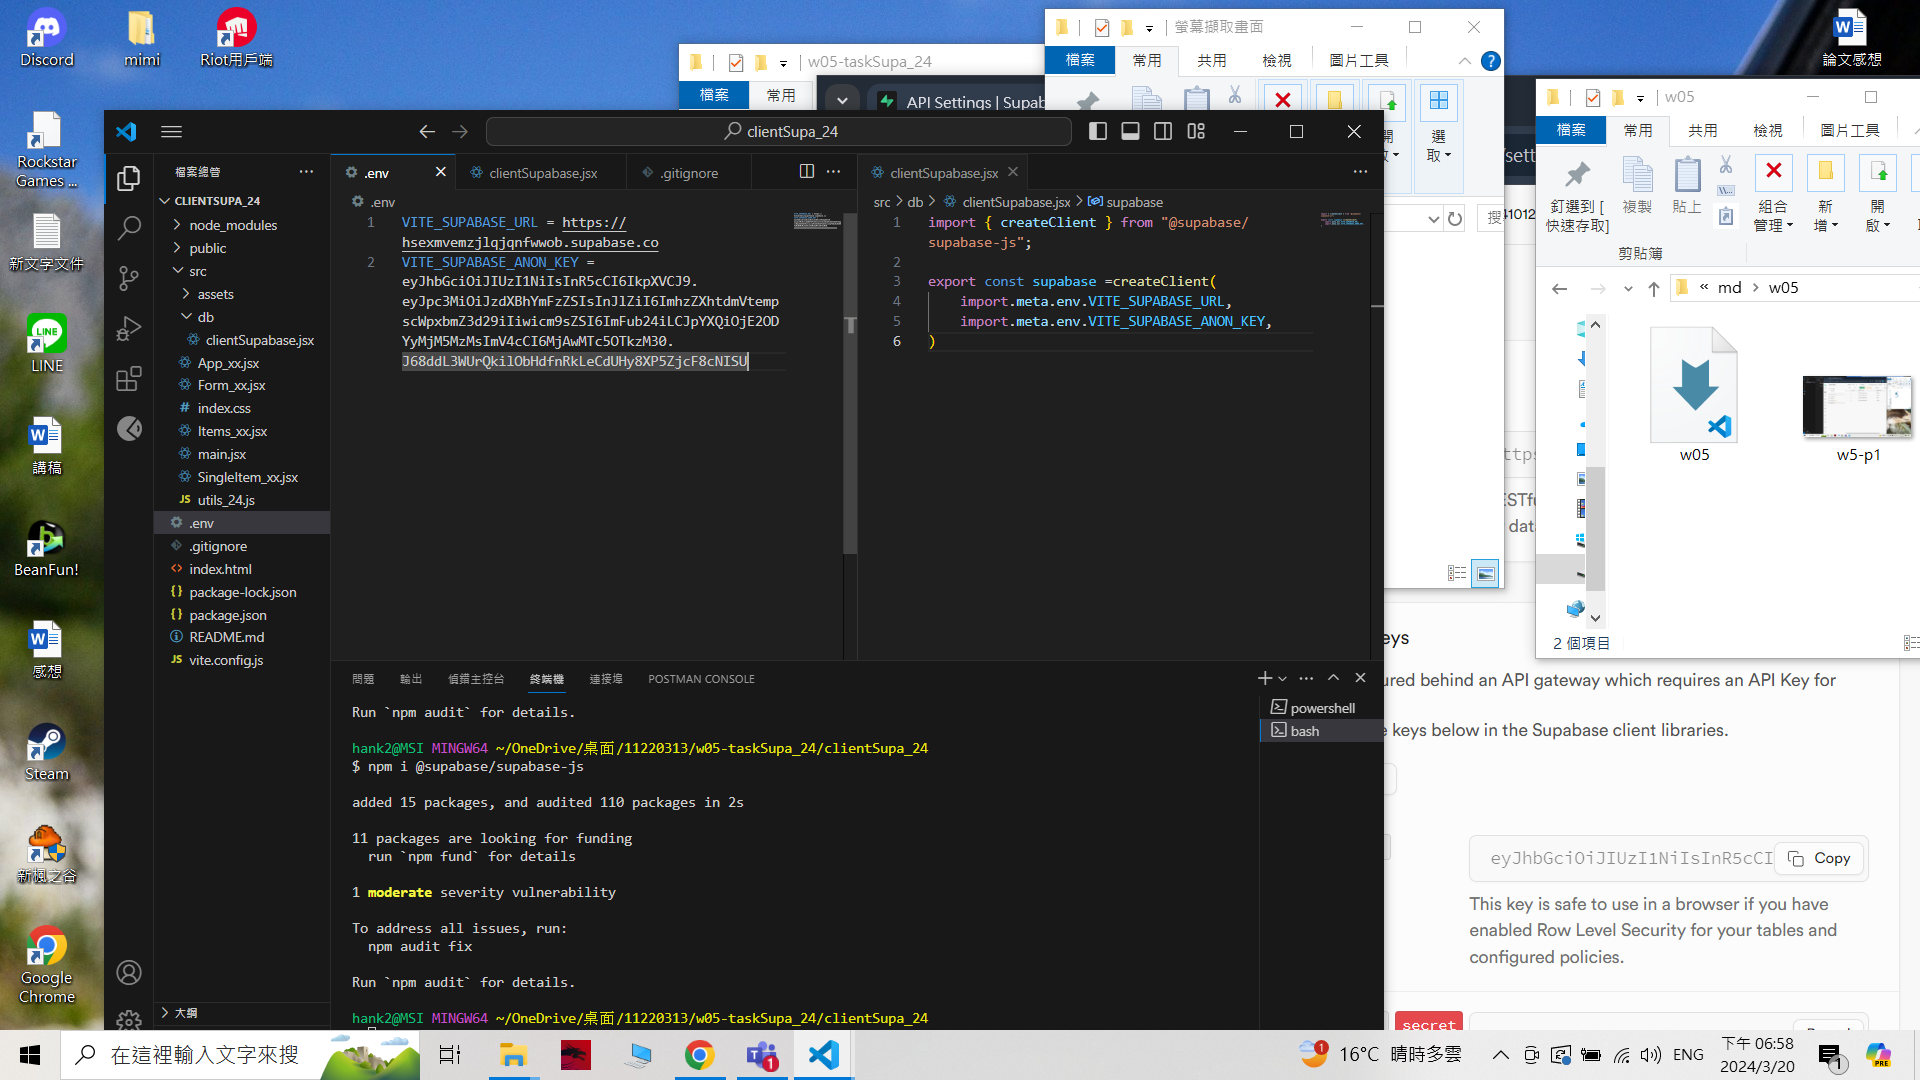 Discord
mimi
Riot用戶端
Rockstar
Games ...
新文字文件
LINE
講稿
BeanFun!
感想
Steam
新楓之谷
Google
Chrome
論文感想
w05-taskSupa_24
檔案
常用
API Settings | Supab
螢幕擷取畫面
檔案
常用
共用
檢視
圖片工具
開
選
取
w05
檔案
常用
共用
檢視
圖片工具
釘選到 [
快速存取]
複製
貼上
組合
管理
新
增
開
啟
剪貼簿
« md > w05
w05
w5-p1
2 個項目
clientSupa_24
檔案總管
CLIENTSUPA_24
node_modules
public
src
assets
db
clientSupabase.jsx
App_xx.jsx
Form_xx.jsx
index.css
Items_xx.jsx
main.jsx
SingleItem_xx.jsx
utils_24.js
.env
.gitignore
index.html
package-lock.json
package.json
README.md
vite.config.js
大綱
.env
clientSupabase.jsx
.gitignore
.env
1 VITE_SUPABASE_URL = https://
hsexmvemzjlqjqnfwwob.supabase.co
2 VITE_SUPABASE_ANON_KEY =
eyJhbGciOiJIUzI1NiIsInR5cCI6IkpXVCJ9.
eyJpc3MiOiJzdXBhYmFzZSIsInJlZiI6ImhzZXhtdmVtemp
scWpxbmZ3d29iIiwicm9sZSI6ImFub24iLCJpYXQiOjE2OD
YyMjM5MzMsImV4cCI6MjAwMTc5OTkzM30.
J68ddL3WUrQkilObHdfnRkLeCdUHy8XP5ZjcF8cNISU
clientSupabase.jsx
src > db > clientSupabase.jsx > supabase
1 import { createClient } from "@supabase/
supabase-js";
2
3 export const supabase =createClient(
4 import.meta.env.VITE_SUPABASE_URL,
5 import.meta.env.VITE_SUPABASE_ANON_KEY,
6 )
問題
輸出
偵錯主控台
終端機
連接埠
POSTMAN CONSOLE
powershell
bash
Run `npm audit` for details.
hank2@MSI MINGW64 ~/OneDrive/桌面/11220313/w05-taskSupa_24/clientSupa_24
$ npm i @supabase/supabase-js
added 15 packages, and audited 110 packages in 2s
11 packages are looking for funding
run `npm fund` for details
1 moderate severity vulnerability
To address all issues, run:
npm audit fix
Run `npm audit` for details.
hank2@MSI MINGW64 ~/OneDrive/桌面/11220313/w05-taskSupa_24/clientSupa_24
eys
ured behind an API gateway which requires an API Key for
keys below in the Supabase client libraries.
eyJhbGciOiJIUzI1NiIsInR5cCI
Copy
This key is safe to use in a browser if you have
enabled Row Level Security for your tables and
configured policies.
secret
在這裡輸入文字來搜
1
16°C 晴時多雲
ENG
下午 06:58
2024/3/20
1